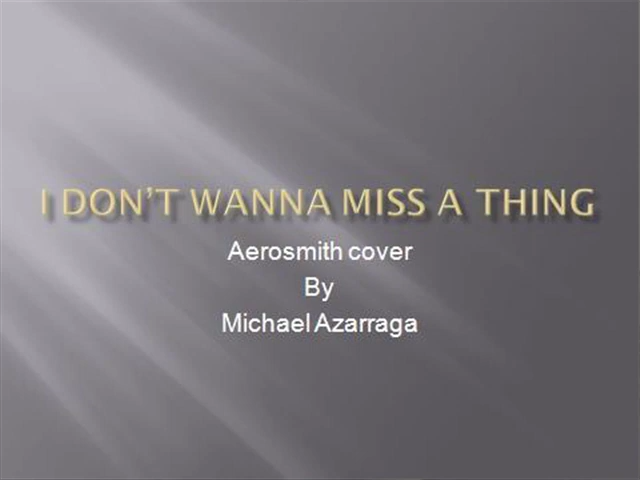 I DON'T WANNA MISS A THING
Aerosmith cover
By
Michael Azarraga